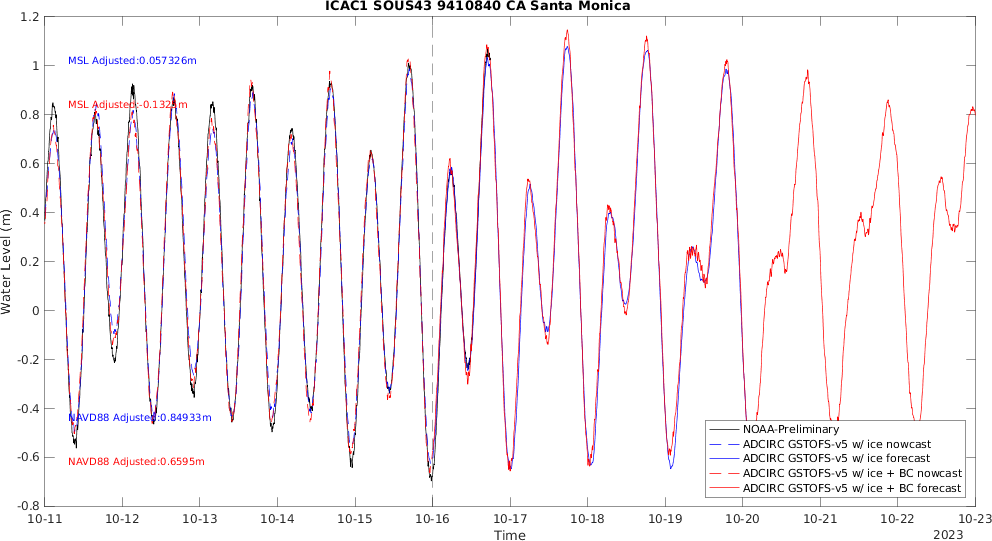 ICAC1 SOUS43 9410840 CA Santa Monica
1.2
1
0.8
0.6
0.4
0.2
0
-0.2
-0.4
-0.6
-0.8
Water Level (m)
MSL Adjusted:0.057326m
MSL Adjusted:-0.1321m
NAVD88 Adjusted:0.84933m
NAVD88 Adjusted:0.6595m
NOAA-Preliminary
ADCIRC GSTOFS-v5 w/ ice nowcast
ADCIRC GSTOFS-v5 w/ ice forecast
ADCIRC GSTOFS-v5 w/ ice + BC nowcast
ADCIRC GSTOFS-v5 w/ ice + BC forecast
10-11 10-12 10-13 10-14 10-15 10-16 10-17 10-18 10-19 10-20 10-21 10-22 10-23
Time
2023